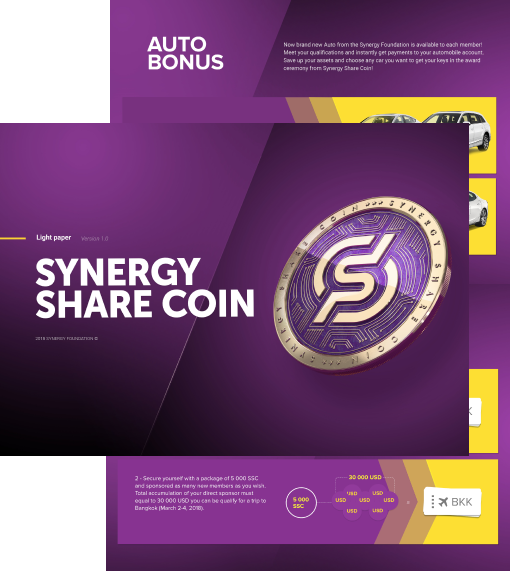 AUTO
BONUS
Now brand new Auto from the Synergy Foundation is available to each member!
Meet your qualifications and instantly get payments to your automobile account.
Save up your assets and choose any car you want to get your keys in the award
ceremony from Synergy Share Coin!
Light paper Version 1.0
SYNERGY
SHARE COIN
2018 SYNERGY FOUNDATION ©
SYNERGY SHARE COIN
SYNERGY SHARE COIN
K
2 - Secure yourself with a package of 5 000 SSC
and sponsored as many new members as you wish.
Total accumulation of your direct sponsor must
equal to 30 000 USD you can be qualify for a trip to
Bangkok (March 2-4, 2018).
30 000 USD
5 000
SSC
USD USD
USD USD USD
USD USD
BKK